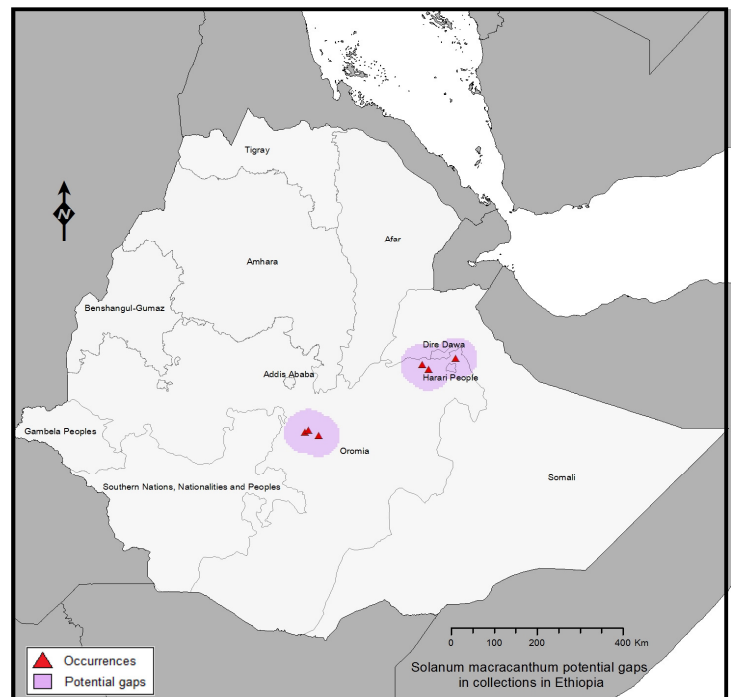 Tigray
N
Afar
Amhara
Benshangul-Gumaz
Dire Dawa
Addis Ababa
Harari People
Gambela Peoples
Oromia
Somali
Southern Nations, Nationalities and Peoples
0 100 200 400 Km
Occurrences
Potential gaps
Solanum macracanthum potential gaps
in collections in Ethiopia